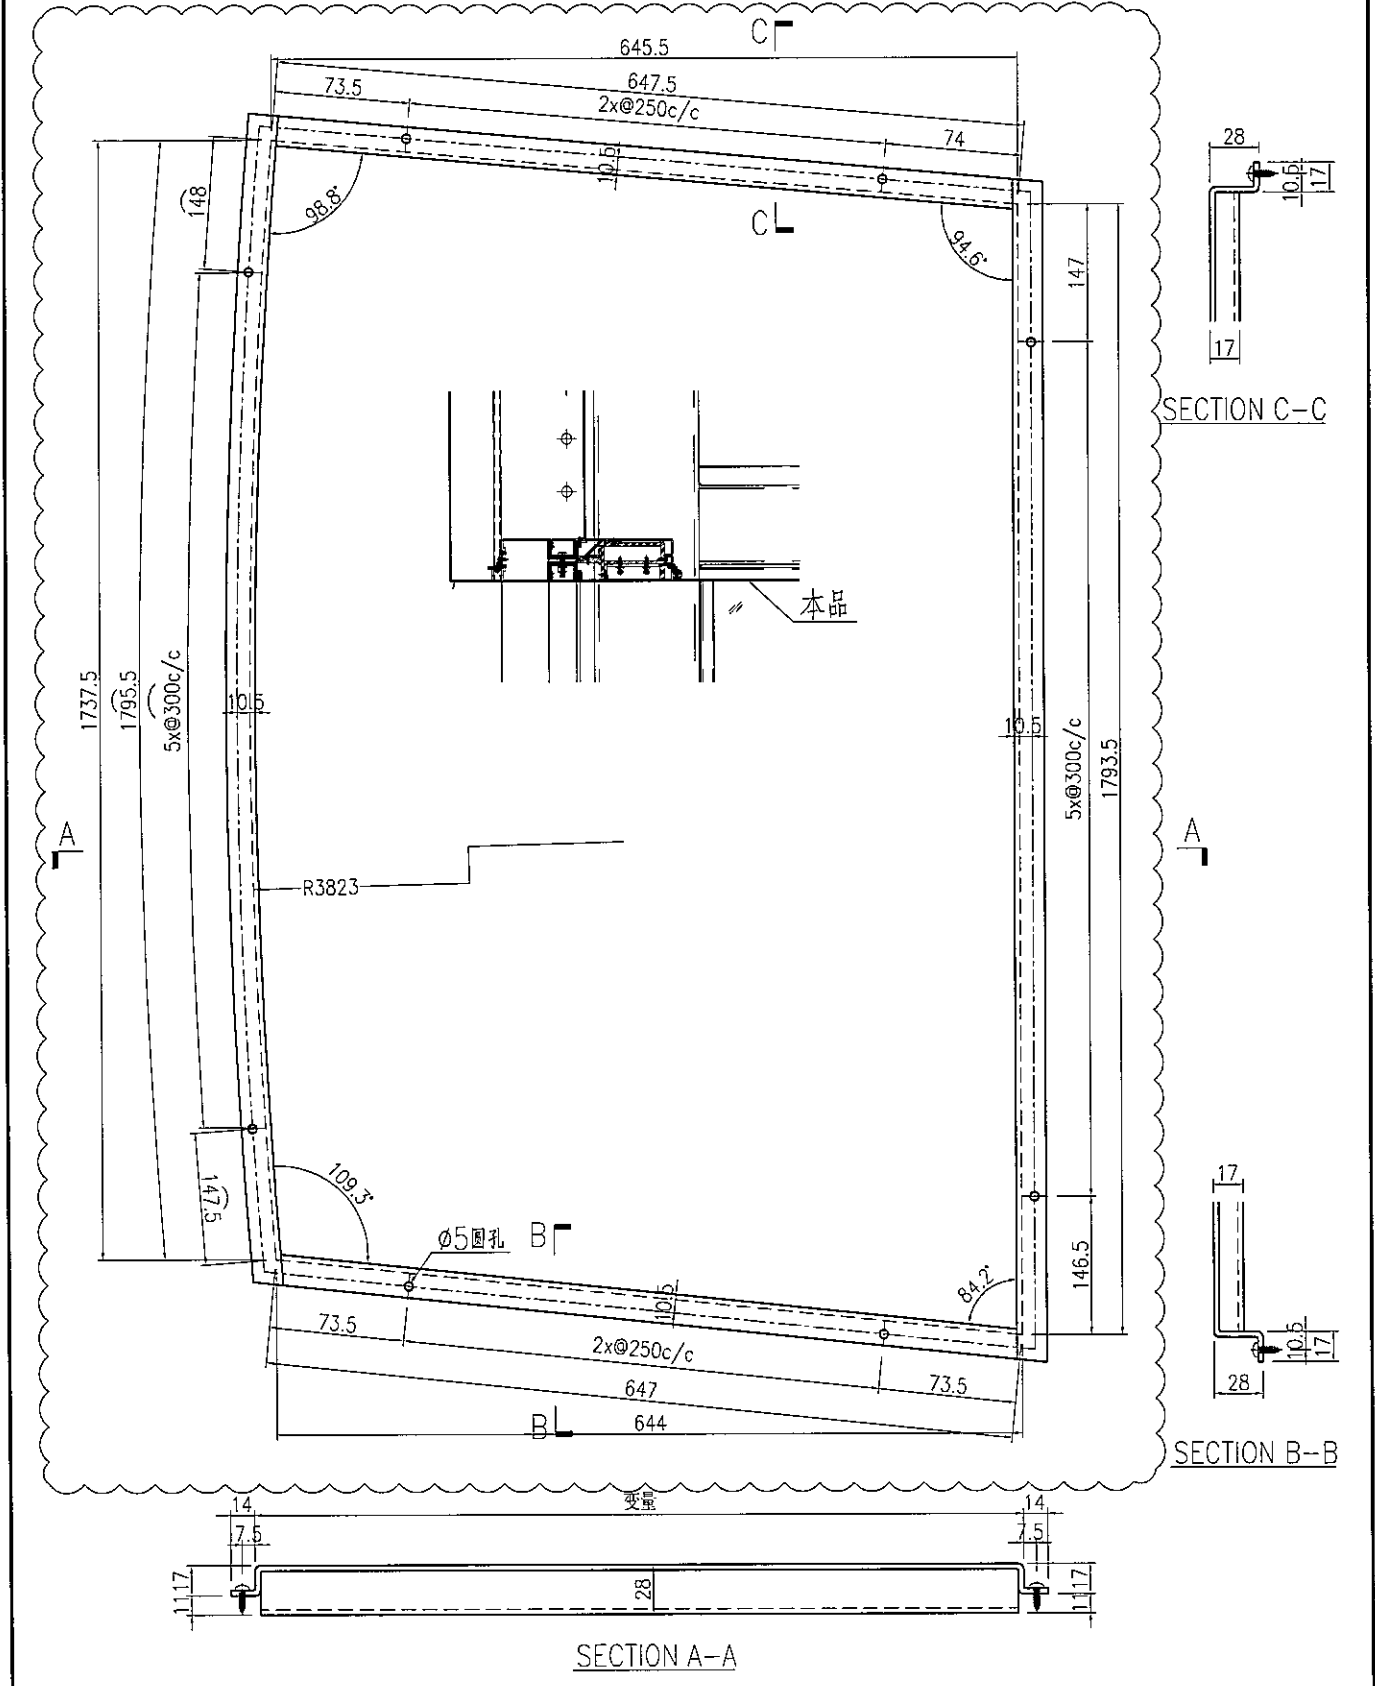 C
645.5
647.5
73.5
2x@250c/c
74
10.5
28
10.5
17
148
98.8°
C
94.6°
147
17
SECTION C-C
本品
1737.5
1795.5
5x@300c/c
10.5
10.5
5x@300c/c
1793.5
A
A
R3823
109.3°
147.5
17
Ø5圆孔
B
84.2°
146.5
10.5
73.5
2x@250c/c
73.5
10.5
17
28
647
B
644
SECTION B-B
14
变量
14
7.5
7.5
17
11
28
17
11
SECTION A-A